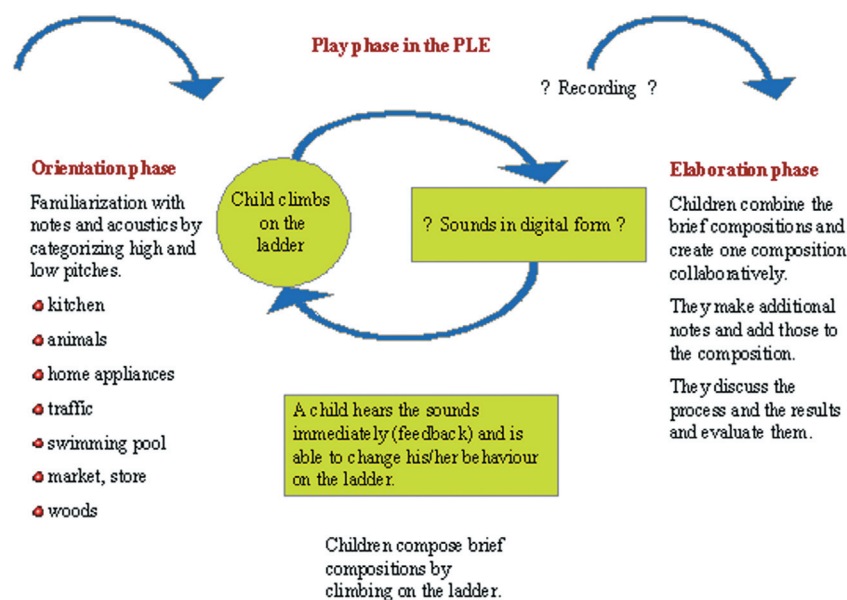 Play phase in the PLE
? Recording ?
Orientation phase
Familiarization with
notes and acoustics by
categorizing high and
low pitches.
kitchen
animals
home appliances
traffic
swimming pool
market, store
woods
Child climbs
on the
ladder
? Sounds in digital form ?
A child hears the sounds
immediately (feedback) and is
able to change his/her behaviour
on the ladder.
Children compose brief
compositions by
climbing on the ladder.
Elaboration phase
Children combine the
brief compositions and
create one composition
collaboratively.
They make additional
notes and add those to
the composition.
They discuss the
process and the results
and evaluate them.